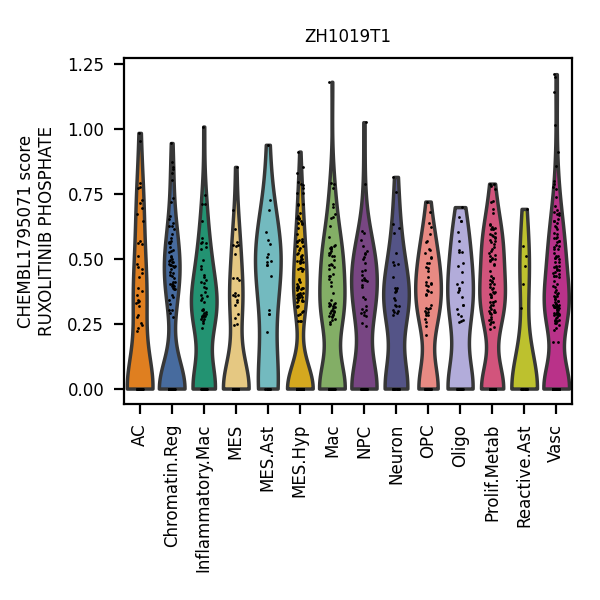 ZH1019T1
CHEMBL1795071 score
RUXOLITINIB PHOSPHATE
1.25
1.00
0.75
0.50
0.25
0.00
AC
Chromatin.Reg
Inflammatory.Mac
MES
MES.Ast
MES.Hyp
Mac
NPC
Neuron
OPC
Oligo
Prolif.Metab
Reactive.Ast
Vasc